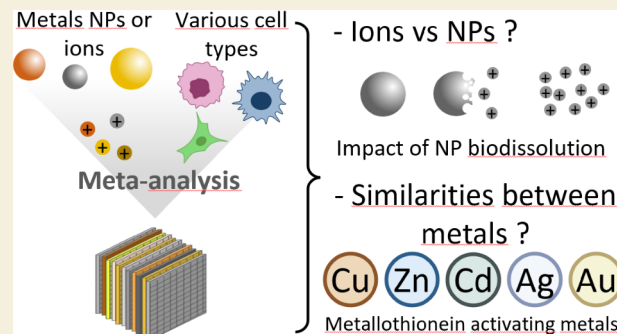 Metals NPs or
ions
Various cell
types
+
+
+
+
Meta-analysis
- Ions vs NPs ?
+
+
+
+
+
+
+
+
+
+
+
+
+
Impact of NP biodissolution
- Similarities between
metals ?
Cu Zn Cd Ag Au
Metallothionein activating metals